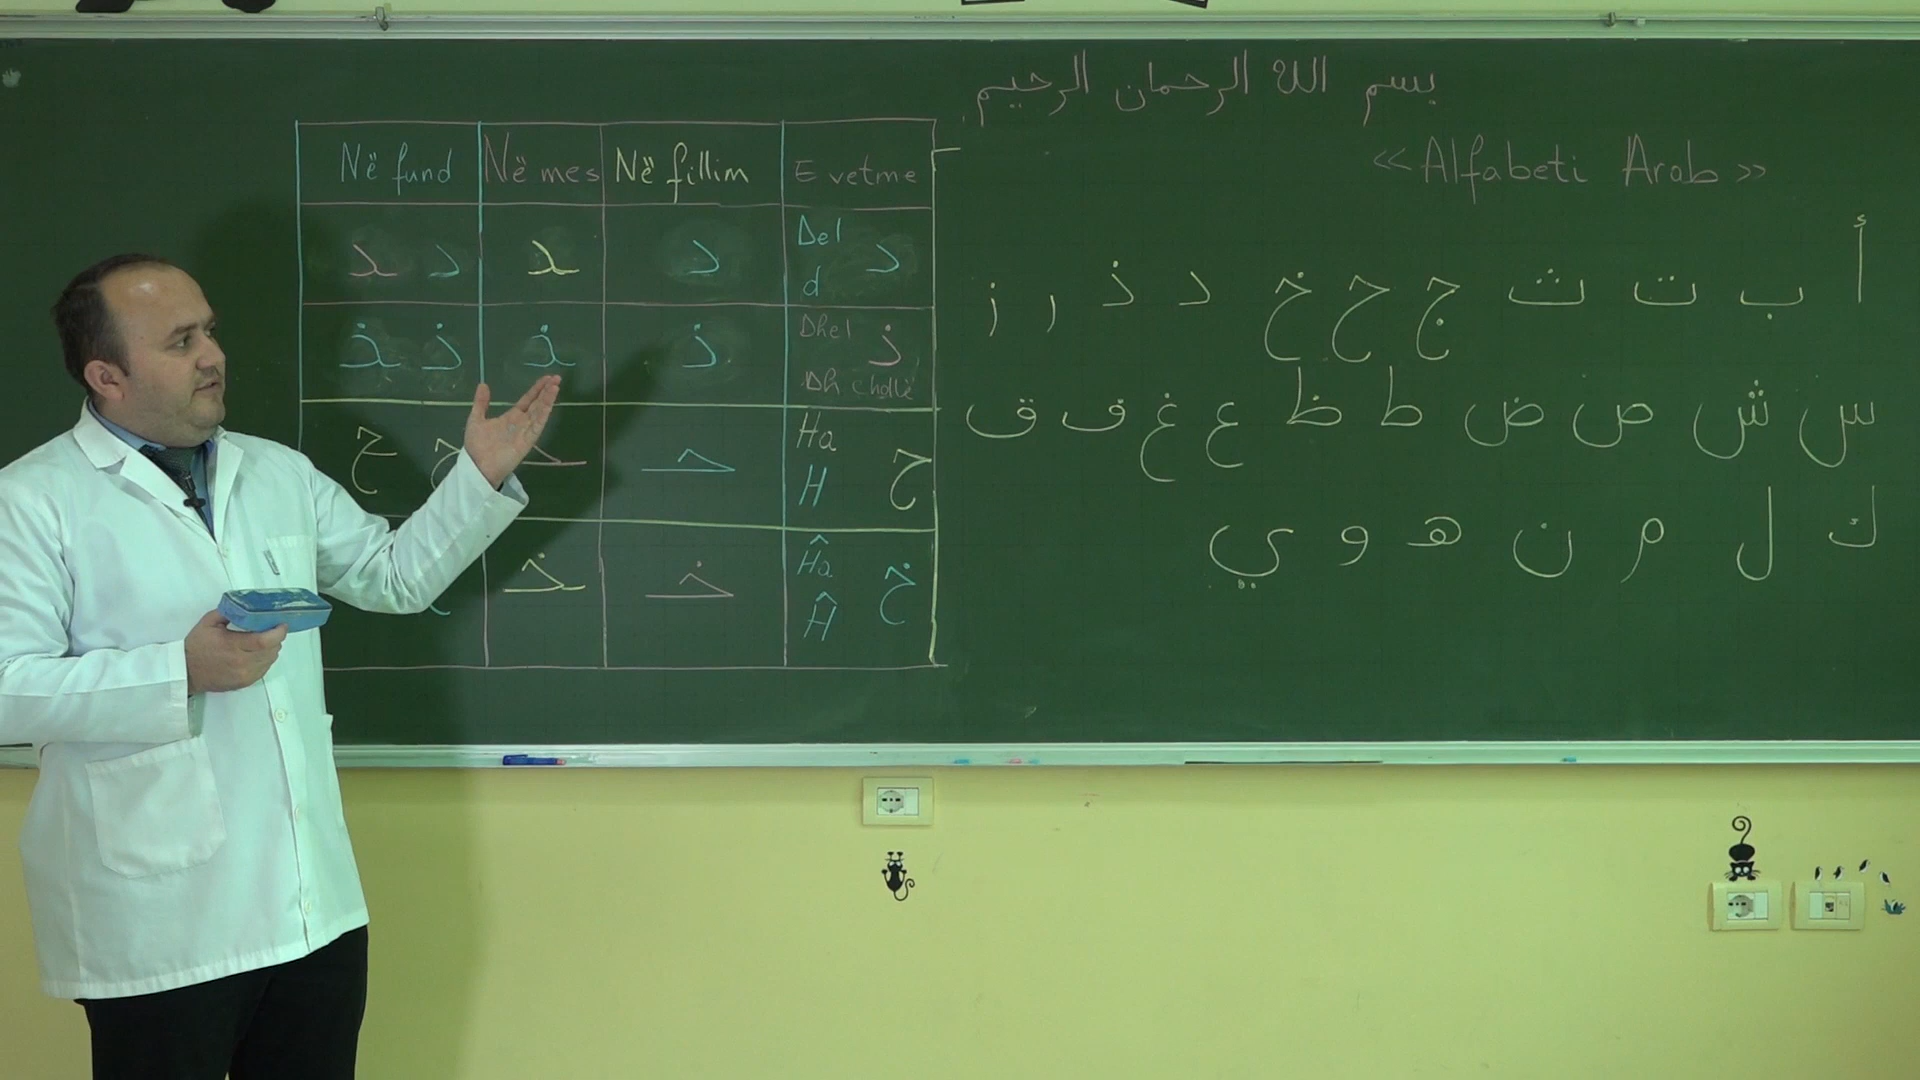 بسم الله الرحمان الرحيم
<<Alfabeti Arab>>
أ ب ت ث ج ح خ د ذ ر ز
س ش ص ض ط ظ ع غ ف ق
ك ل م ن ه و ي
Në fund Në mes Në fillim E vetme
ـد د ـد د Del د
d
ـذ ذ ـذ ذ Dhel ذ
Dh
ح ـحـ حـ Ha ح
H
ـخـ خـ Ĥa خ
Ĥ